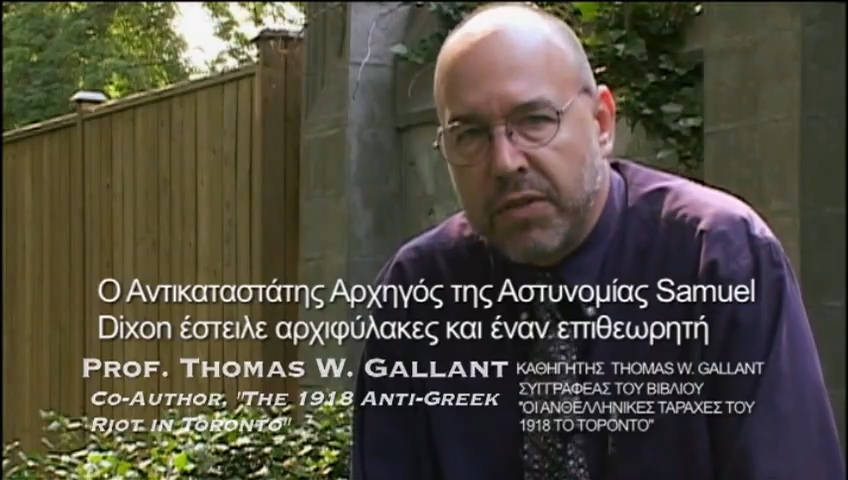 Ο Αντικαταστάτης Αρχηγός της Αστυνομίας Samuel
Dixon έστειλε αρχιφύλακες και έναν επιθεωρητή
PROF. THOMAS W. GALLANT
CO-AUTHOR, "THE 1918 ANTI-GREEK
RIOT IN TORONTO"
ΚΑΘΗΓΗΤΗΣ THOMAS W. GALLANT
ΣΥΓΓΡΑΦΕΑΣ ΤΟΥ ΒΙΒΛΙΟΥ
"ΟΙ ΑΝΘΕΛΛΗΝΙΚΕΣ ΤΑΡΑΧΕΣ ΤΟΥ
1918 ΤΟ ΤΟΡΟΝΤΟ"